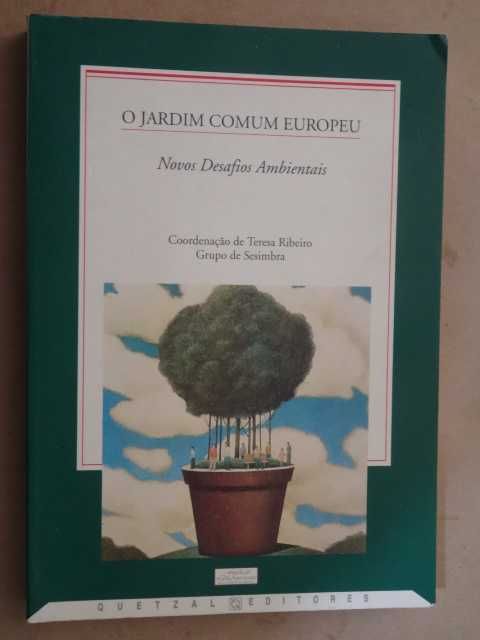 O JARDIM COMUM EUROPEU
Novos Desafios Ambientais
Coordenação de Teresa Ribeiro
Grupo de Sesimbra
QUETZAL EDITORES